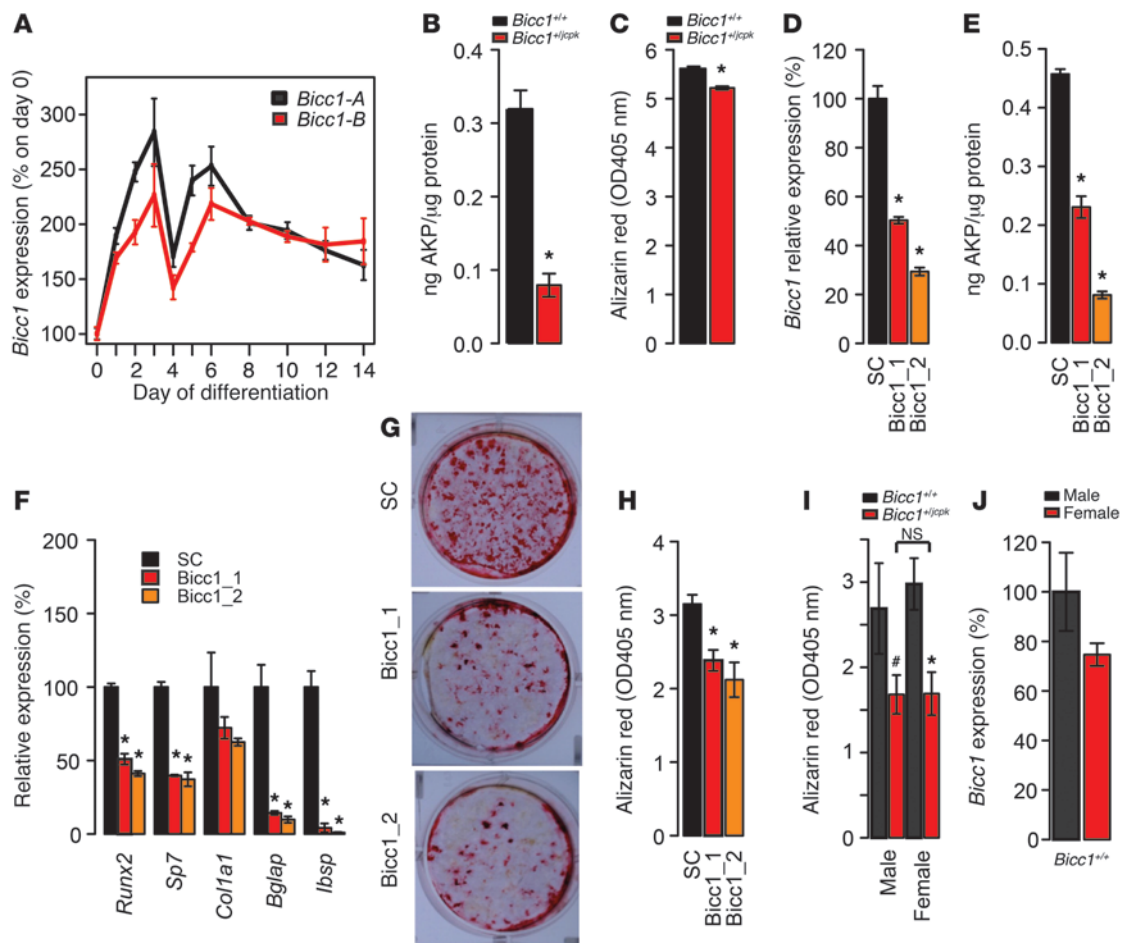 A
Bicc1 expression (% on day 0)
300
250
200
150
100
Bicc1-A
Bicc1-B
0 2 4 6 8 10 12 14
Day of differentiation
B
Bicc1+/+
Bicc1+/jcpk
ng AKP/µg protein
0.4
0.3
0.1
0.0
*
C
Bicc1+/+
Bicc1+/jcpk
Alizarin red (OD405 nm)
6
5
4
3
2
1
0
*
D
Bicc1 relative expression (%)
120
100
80
60
40
20
0
* *
SC
Bicc1_1
Bicc1_2
E
ng AKP/µg protein
0.5
0.4
0.3
0.2
0.1
0.0
* *
SC
Bicc1_1
Bicc1_2
F
Relative expression (%)
200
150
100
50
0
SC
Bicc1_1
Bicc1_2
* * * * * * * *
Runx2
Sp7
Col1a1
Bglap
Ibsp
G
SC
Bicc1_1
Bicc1_2
H
Alizarin red (OD405 nm)
4
3
2
1
0
* *
SC
Bicc1_1
Bicc1_2
I
Bicc1+/+
Bicc1+/jcpk
NS
Alizarin red (OD405 nm)
3
2
1
0
# *
Male
Female
J
Male
Female
Bicc1 expression (%)
120
100
80
60
40
20
0
Bicc1+/+